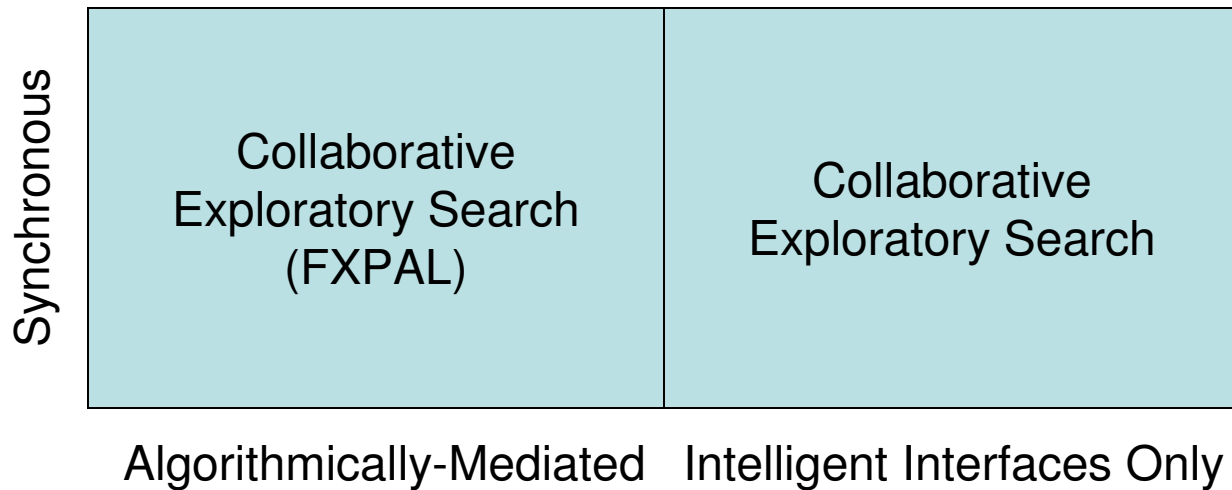 Synchronous
Collaborative
Exploratory Search
(FXPAL)
Collaborative
Exploratory Search
Algorithmically-Mediated
Intelligent Interfaces Only